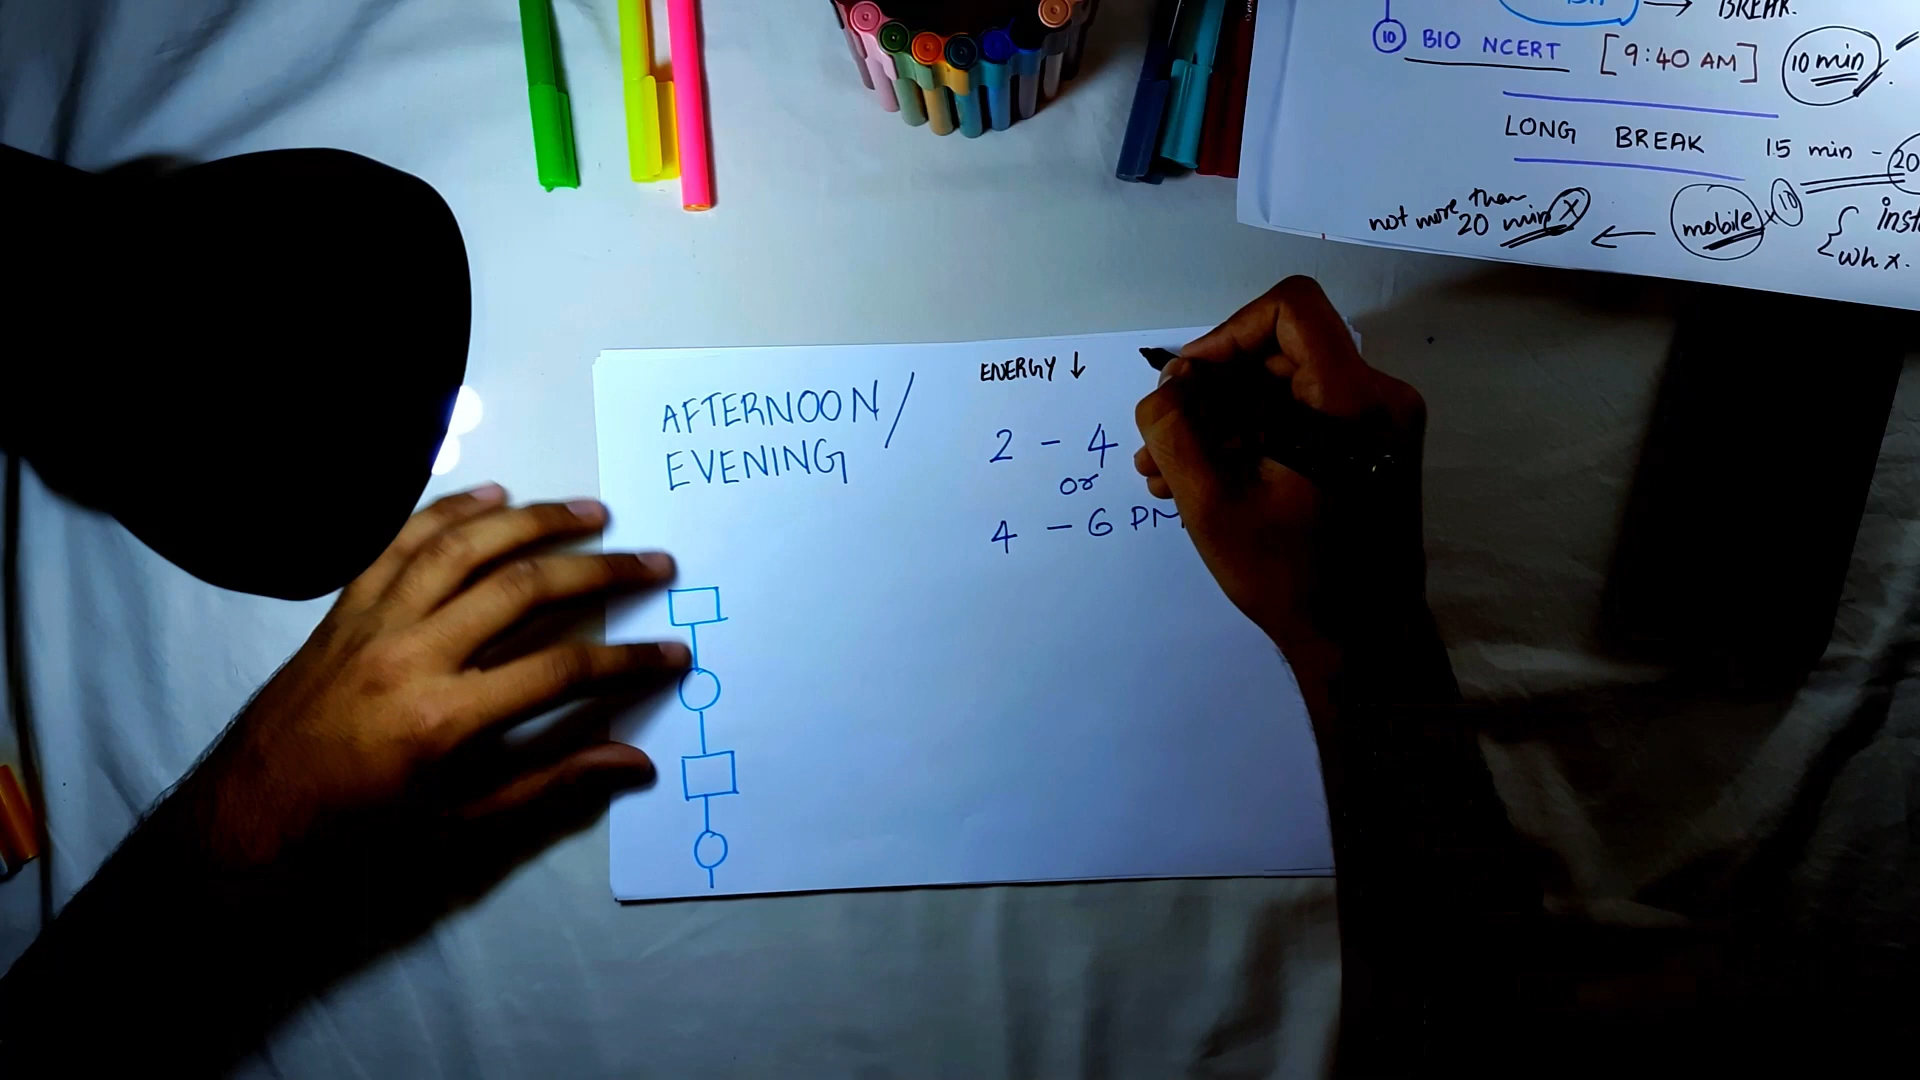 BREAK.
10 BIO NCERT [9:40 AM] 10 min
LONG BREAK 15 min - 20
not more than
20 min x ← mobile x 10 { inst
wh x.
ENERGY ↓
AFTERNOON /
EVENING
2 - 4
or
4 - 6 PM